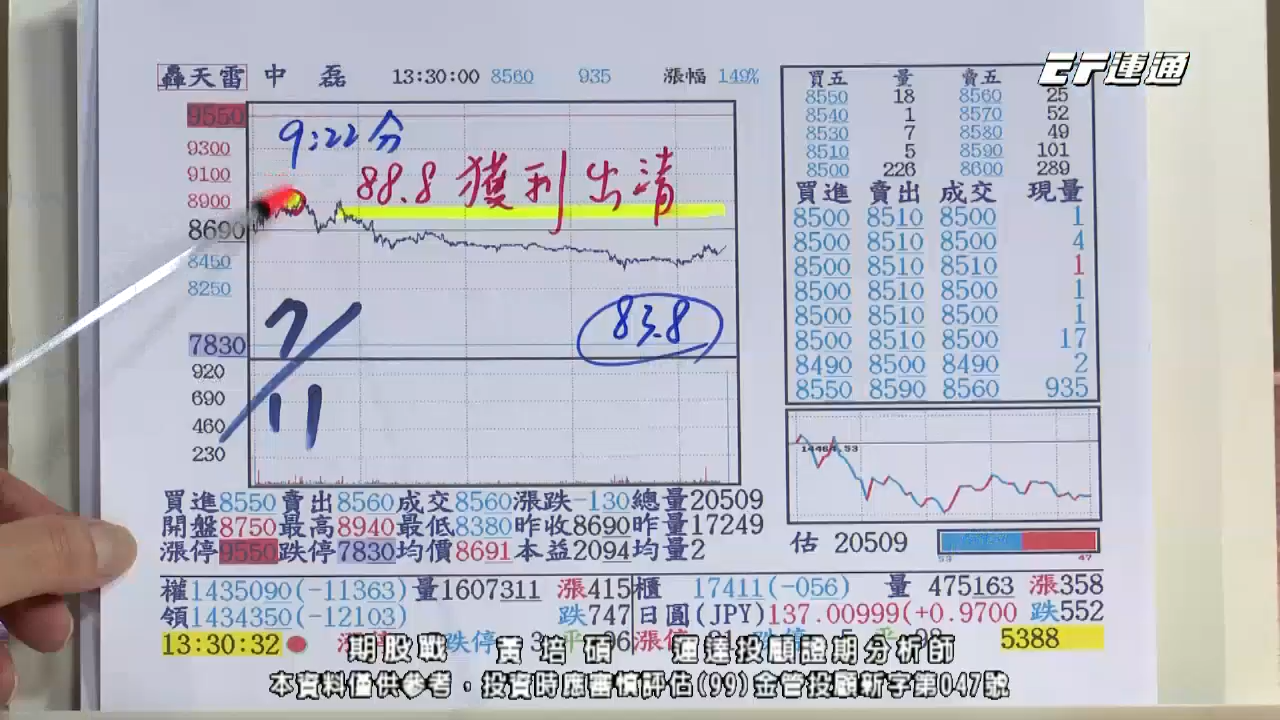 轟天雷 中 磊 13:30:00 8560 935 漲幅 149%
EF運通
9550
9300
9100
8900
8690
8450
8250
7830
920
690
460
230
9:22分
88.8 獲利出清
83.8
7/11
買五 量 賣五
8550 18 8560 25
8540 1 8570 52
8530 7 8580 49
8510 5 8590 101
8500 226 8600 289
買進 賣出 成交 現量
8500 8510 8500 1
8500 8510 8500 4
8500 8510 8510 1
8500 8510 8500 1
8500 8510 8500 1
8500 8510 8500 17
8490 8500 8490 2
8550 8590 8560 935
14464.53
估 20509
53 47
買進8550賣出8560成交8560漲跌-130總量20509
開盤8750最高8940最低8380昨收8690昨量17249
漲停9550跌停7830均價8691本益2094均量2
權1435090(-11363)量1607311 漲415櫃 17411(-056) 量 475163 漲358
領1434350(-12103) 跌747日圓(JPY)137.00999(+0.9700 跌552
13:30:32 5388
期股戰 黃培碩 運達投顧證期分析師
本資料僅供參考，投資時應審慎評估(99)金管投顧新字第047號